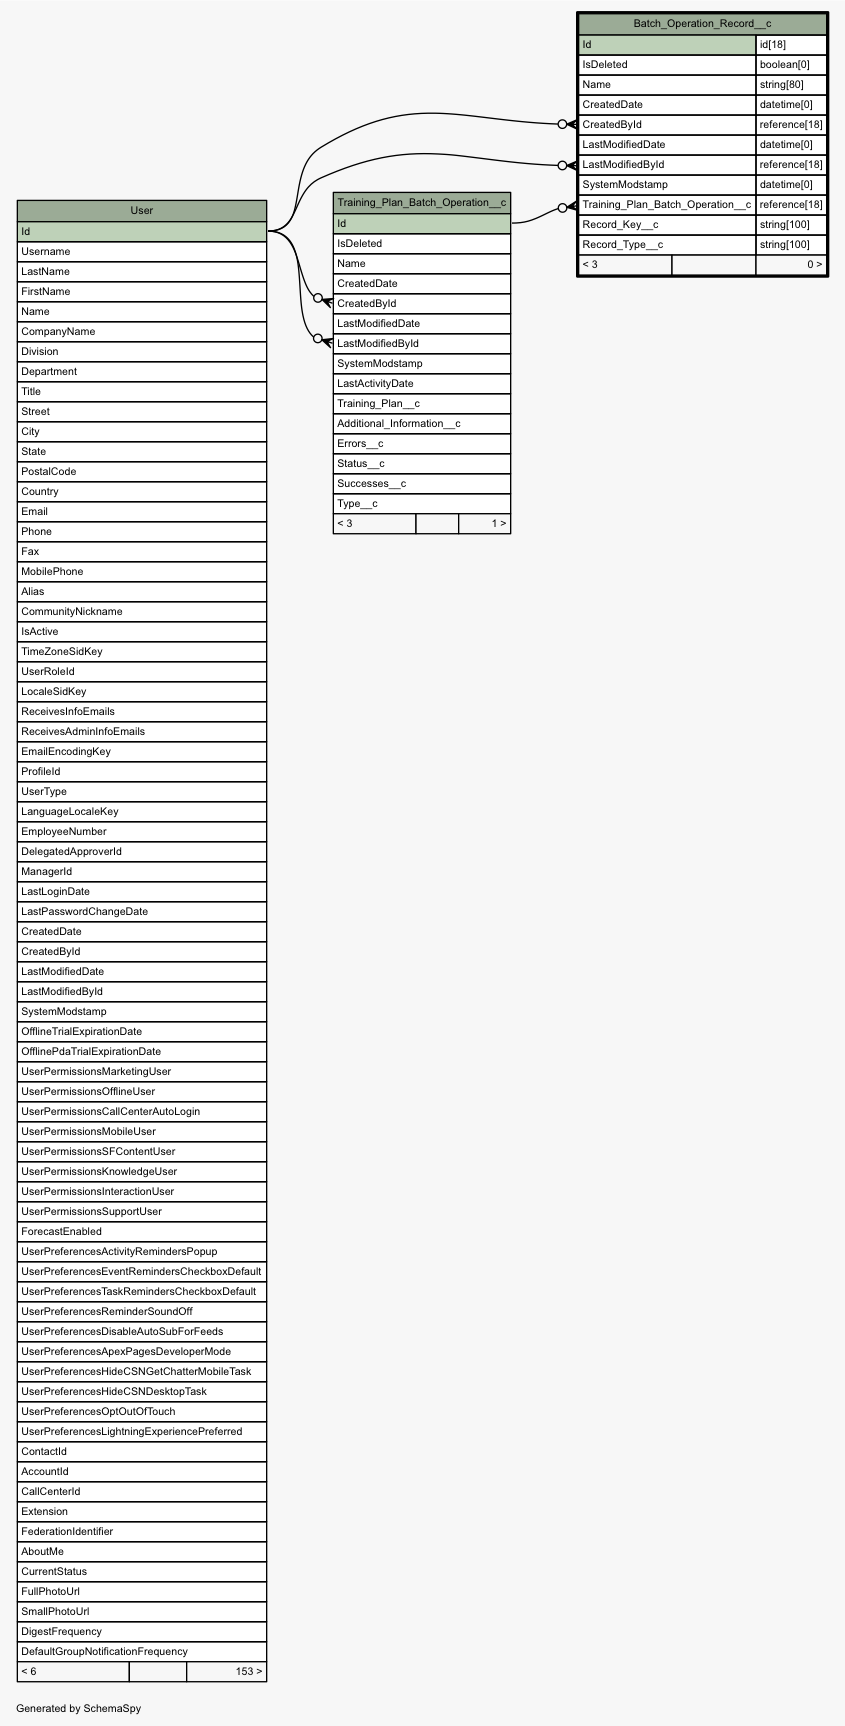 Batch_Operation_Record__c
Id id[18]
IsDeleted boolean[0]
Name string[80]
CreatedDate datetime[0]
CreatedById reference[18]
LastModifiedDate datetime[0]
LastModifiedById reference[18]
SystemModstamp datetime[0]
Training_Plan_Batch_Operation__c reference[18]
Record_Key__c string[100]
Record_Type__c string[100]
< 3 0 >
Training_Plan_Batch_Operation__c
Id
IsDeleted
Name
CreatedDate
CreatedById
LastModifiedDate
LastModifiedById
SystemModstamp
LastActivityDate
Training_Plan__c
Additional_Information__c
Errors__c
Status__c
Successes__c
Type__c
< 3 1 >
User
Id
Username
LastName
FirstName
Name
CompanyName
Division
Department
Title
Street
City
State
PostalCode
Country
Email
Phone
Fax
MobilePhone
Alias
CommunityNickname
IsActive
TimeZoneSidKey
UserRoleId
LocaleSidKey
ReceivesInfoEmails
ReceivesAdminInfoEmails
EmailEncodingKey
ProfileId
UserType
LanguageLocaleKey
EmployeeNumber
DelegatedApproverId
ManagerId
LastLoginDate
LastPasswordChangeDate
CreatedDate
CreatedById
LastModifiedDate
LastModifiedById
SystemModstamp
OfflineTrialExpirationDate
OfflinePdaTrialExpirationDate
UserPermissionsMarketingUser
UserPermissionsOfflineUser
UserPermissionsCallCenterAutoLogin
UserPermissionsMobileUser
UserPermissionsSFContentUser
UserPermissionsKnowledgeUser
UserPermissionsInteractionUser
UserPermissionsSupportUser
ForecastEnabled
UserPreferencesActivityRemindersPopup
UserPreferencesEventRemindersCheckboxDefault
UserPreferencesTaskRemindersCheckboxDefault
UserPreferencesReminderSoundOff
UserPreferencesDisableAutoSubForFeeds
UserPreferencesApexPagesDeveloperMode
UserPreferencesHideCSNGetChatterMobileTask
UserPreferencesHideCSNDesktopTask
UserPreferencesOptOutOfTouch
UserPreferencesLightningExperiencePreferred
ContactId
AccountId
CallCenterId
Extension
FederationIdentifier
AboutMe
CurrentStatus
FullPhotoUrl
SmallPhotoUrl
DigestFrequency
DefaultGroupNotificationFrequency
< 6 153 >
Generated by SchemaSpy